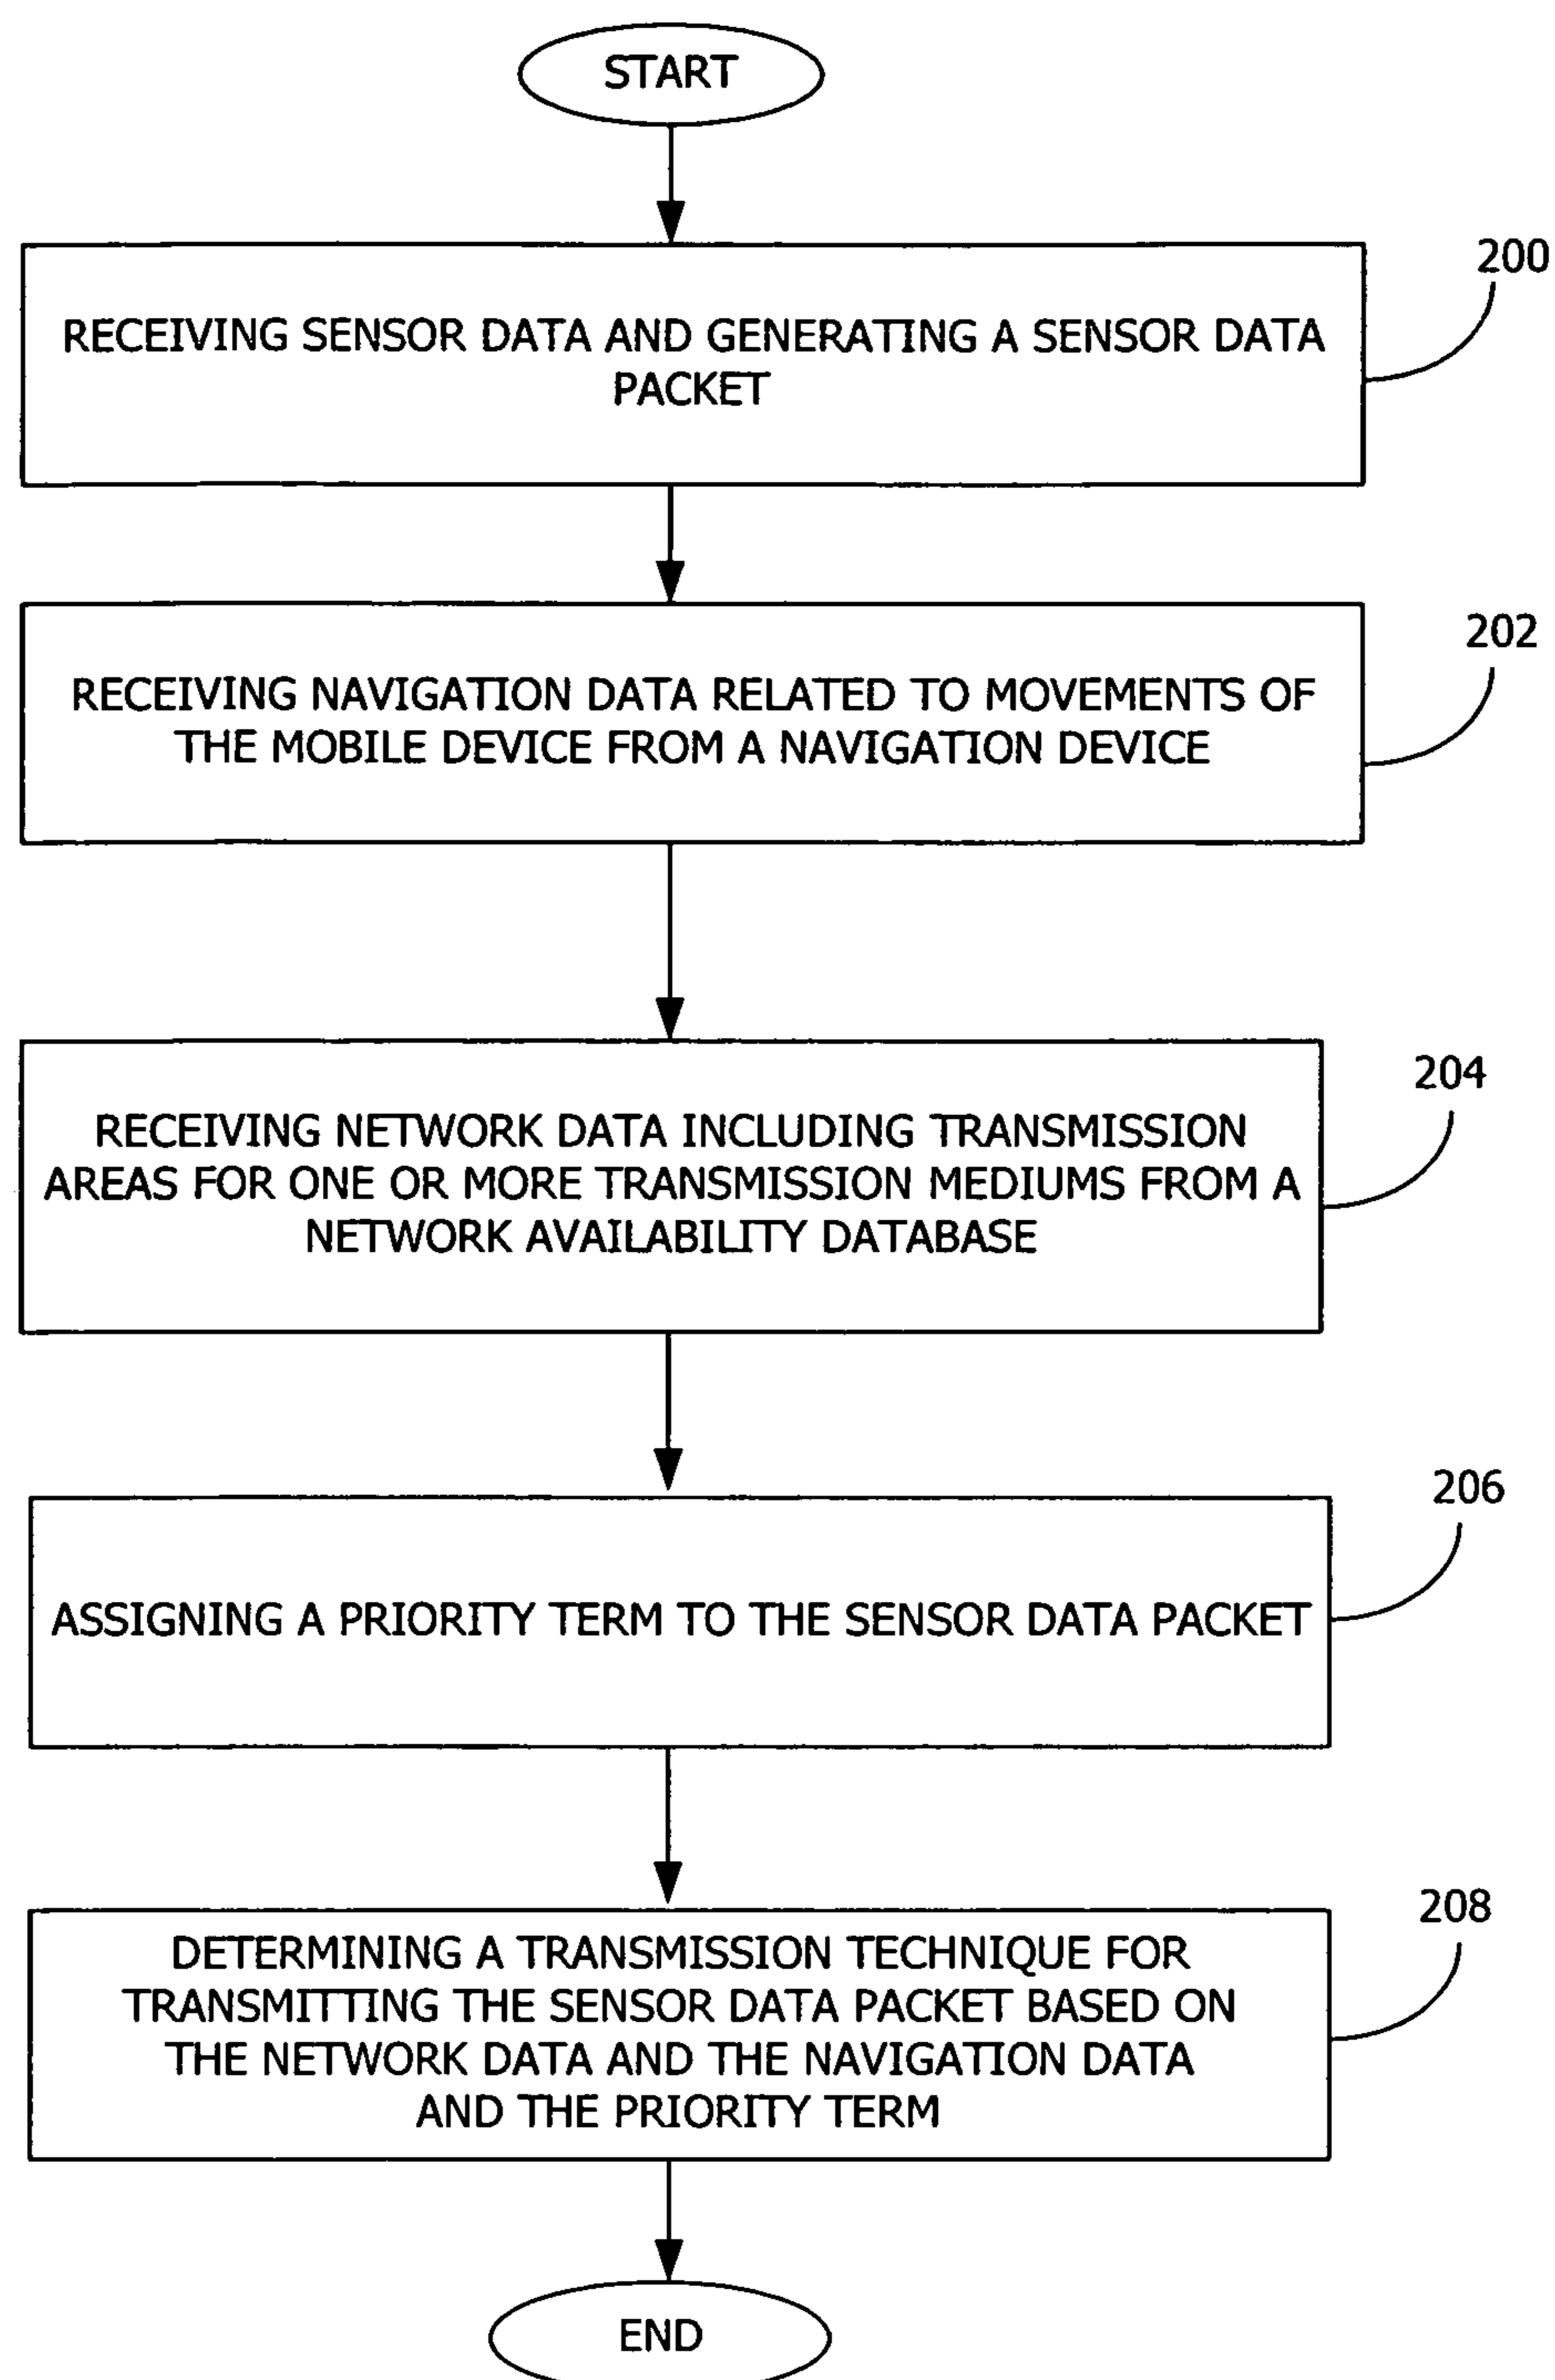 START
200
RECEIVING SENSOR DATA AND GENERATING A SENSOR DATA
PACKET
202
RECEIVING NAVIGATION DATA RELATED TO MOVEMENTS OF
THE MOBILE DEVICE FROM A NAVIGATION DEVICE
204
RECEIVING NETWORK DATA INCLUDING TRANSMISSION
AREAS FOR ONE OR MORE TRANSMISSION MEDIUMS FROM A
NETWORK AVAILABILITY DATABASE
206
ASSIGNING A PRIORITY TERM TO THE SENSOR DATA PACKET
208
DETERMINING A TRANSMISSION TECHNIQUE FOR
TRANSMITTING THE SENSOR DATA PACKET BASED ON
THE NETWORK DATA AND THE NAVIGATION DATA
AND THE PRIORITY TERM
END